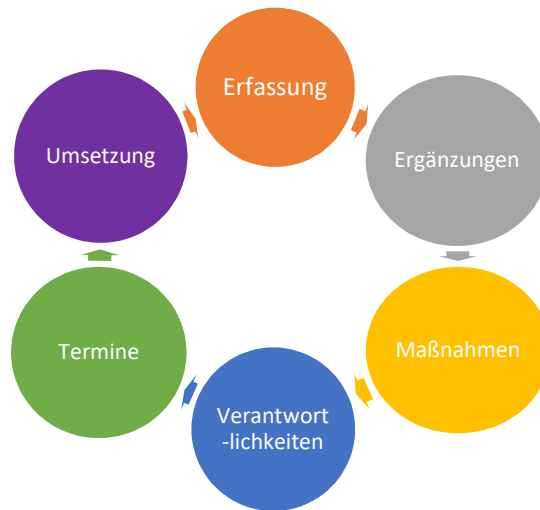 Erfassung
Ergänzungen
Maßnahmen
Verantwort
-lichkeiten
Termine
Umsetzung